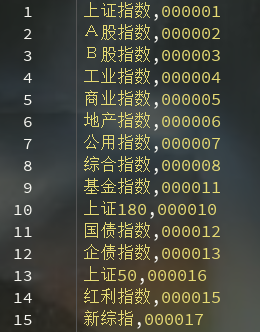 1 上证指数,000001
2 Ａ股指数,000002
3 Ｂ股指数,000003
4 工业指数,000004
5 商业指数,000005
6 地产指数,000006
7 公用指数,000007
8 综合指数,000008
9 基金指数,000011
10 上证180,000010
11 国债指数,000012
12 企债指数,000013
13 上证50,000016
14 红利指数,000015
15 新综指,000017